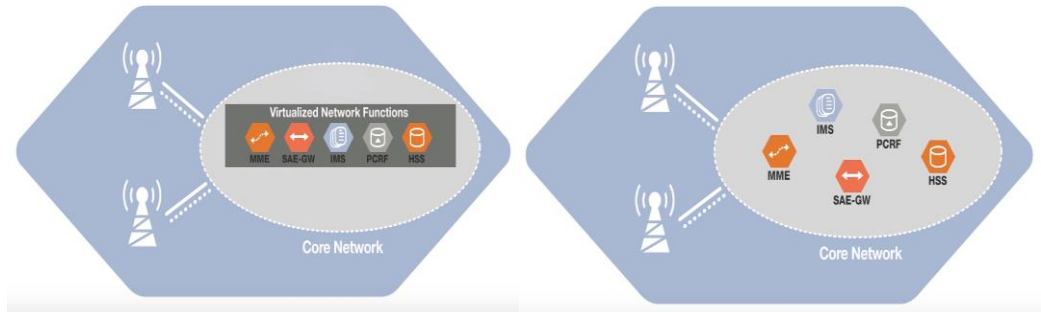 Virtualized Network Functions
MME SAE-GW IMS PCRF HSS
Core Network
IMS
PCRF
MME
HSS
SAE-GW
Core Network